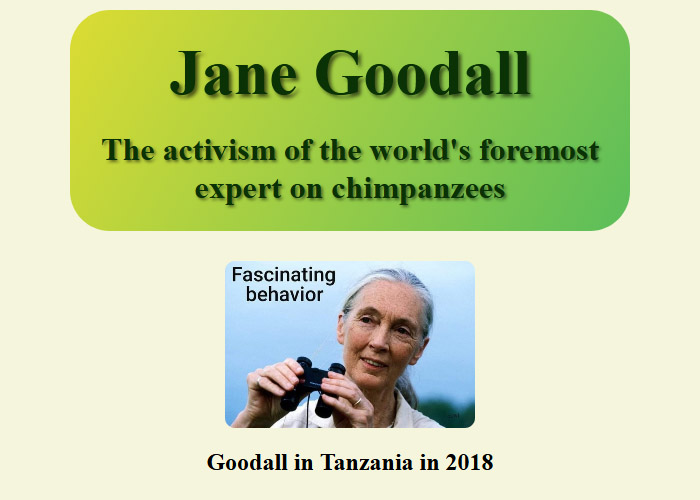 Jane Goodall
The activism of the world's foremost
expert on chimpanzees
Fascinating
behavior
Goodall in Tanzania in 2018